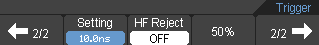 Trigger
2/2
Setting
10.0ns
HF Reject
OFF
50%
2/2